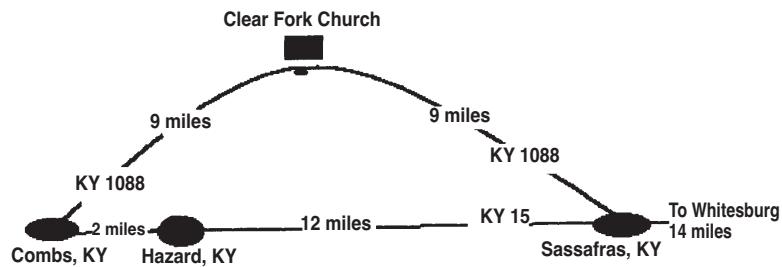 Clear Fork Church
9 miles
9 miles
KY 1088
KY 1088
2 miles
12 miles
KY 15
To Whitesburg
14 miles
Combs, KY
Hazard, KY
Sassafras, KY